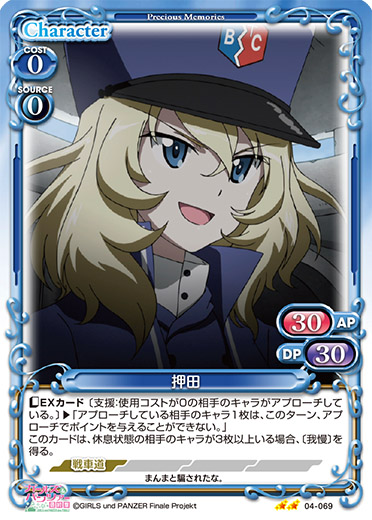 Precious Memories
Character
COST
0
SOURCE
0
B C
30 AP
DP 30
押田
EXカード 〔支援:使用コストが0の相手のキャラがアプローチして
いる。〕▶「アプローチしている相手のキャラ1枚は、このターン、アプ
ローチでポイントを与えることができない。」
このカードは、休息状態の相手のキャラが3枚以上いる場合、〔我慢〕を
得る。
戦車道
まんまと騙されたな。
©GIRLS und PANZER Finale Projekt
04-069